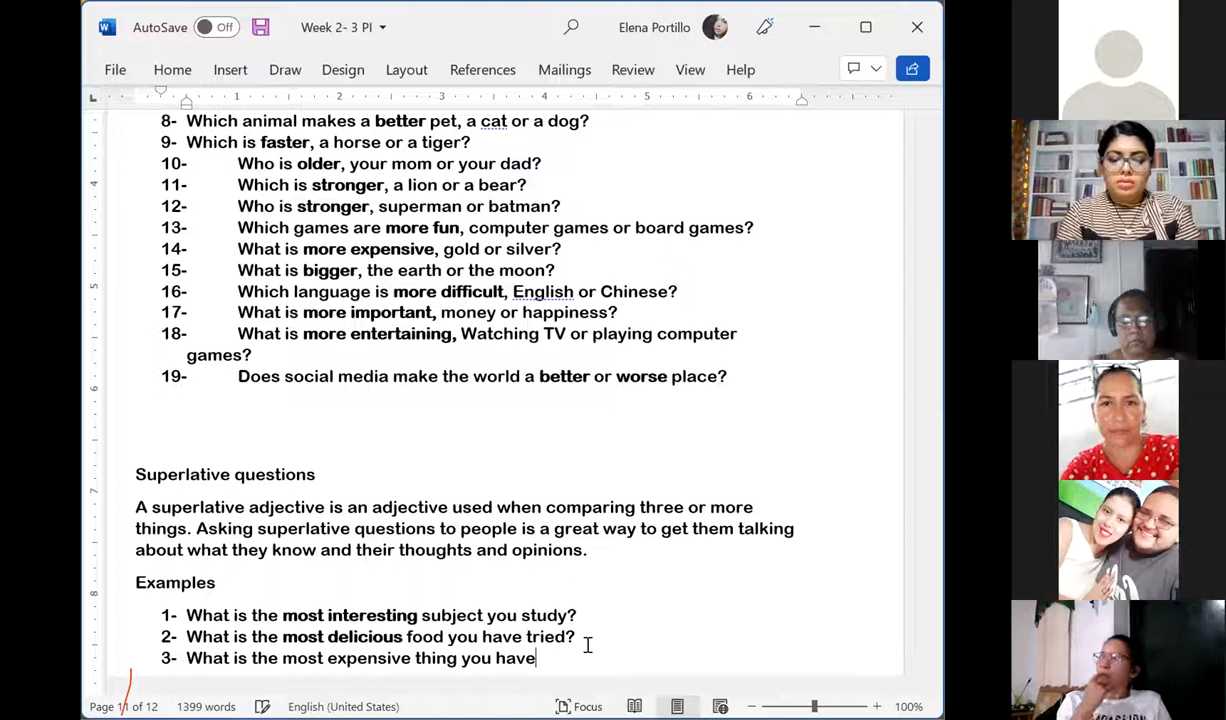 AutoSave Off Week 2- 3 PI Elena Portillo
File Home Insert Draw Design Layout References Mailings Review View Help
1 2 3 4 5 6
8- Which animal makes a better pet, a cat or a dog?
9- Which is faster, a horse or a tiger?
10- Who is older, your mom or your dad?
11- Which is stronger, a lion or a bear?
12- Who is stronger, superman or batman?
13- Which games are more fun, computer games or board games?
14- What is more expensive, gold or silver?
15- What is bigger, the earth or the moon?
16- Which language is more difficult, English or Chinese?
17- What is more important, money or happiness?
18- What is more entertaining, Watching TV or playing computer
games?
19- Does social media make the world a better or worse place?
Superlative questions
A superlative adjective is an adjective used when comparing three or more
things. Asking superlative questions to people is a great way to get them talking
about what they know and their thoughts and opinions.
Examples
1- What is the most interesting subject you study?
2- What is the most delicious food you have tried?
3- What is the most expensive thing you have
Page 11 of 12 1399 words English (United States) Focus 100%